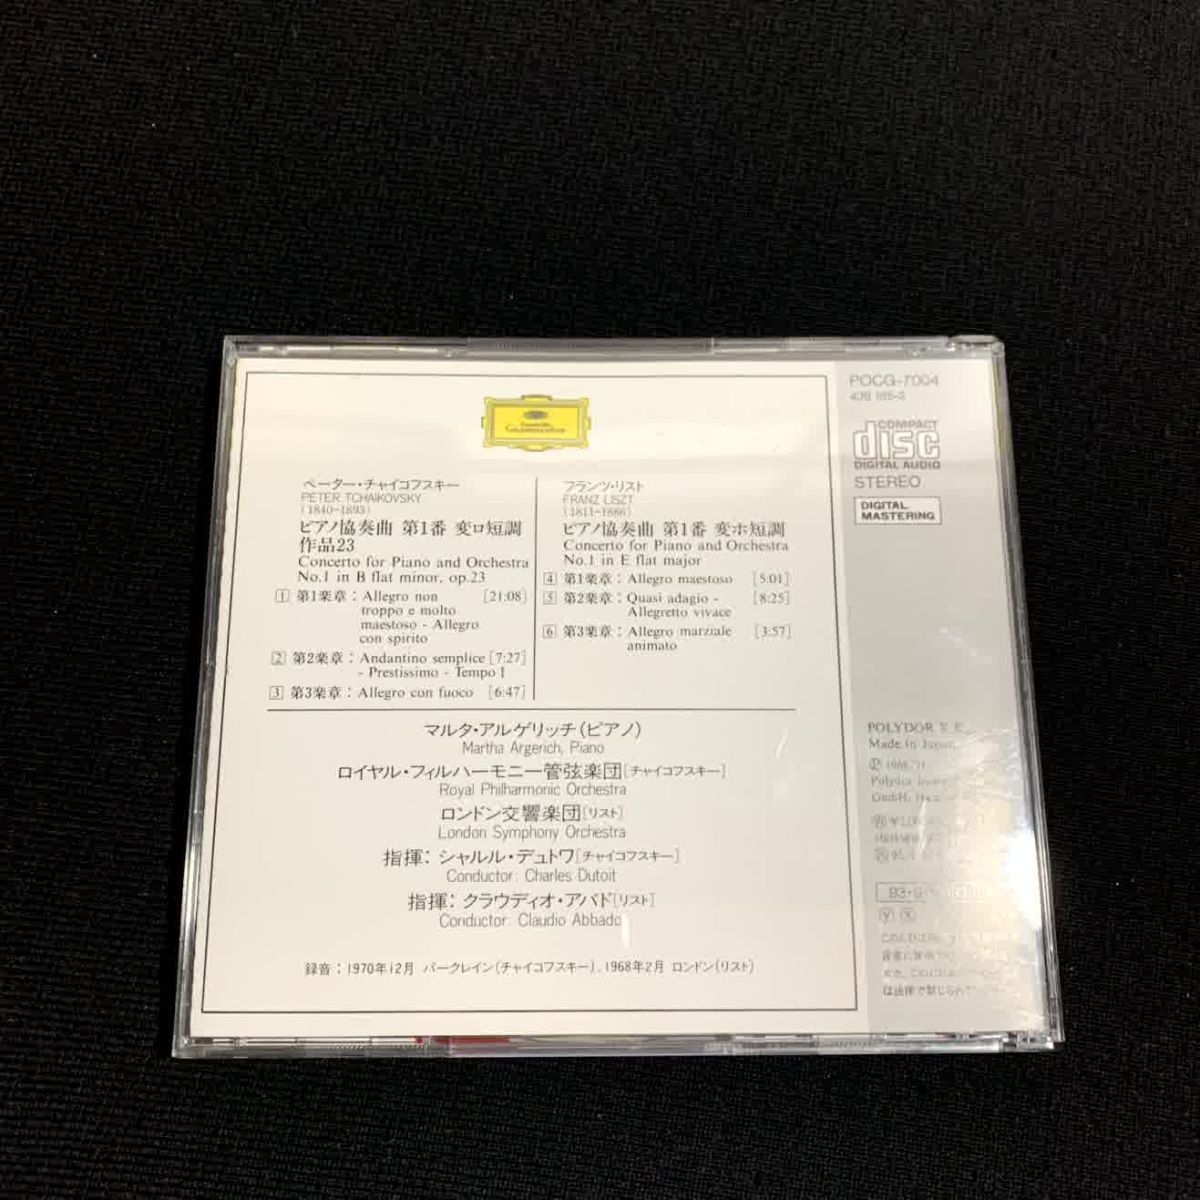 Deutsche
Grammophon
ペーター・チャイコフスキー
PETER TCHAIKOVSKY
(1840-1893)
ピアノ協奏曲 第1番 変ロ短調
作品23
Concerto for Piano and Orchestra
No.1 in B flat minor, op.23
1 第1楽章: Allegro non [21:08]
troppo e molto
maestoso - Allegro
con spirito
2 第2楽章: Andantino semplice [7:27]
- Prestissimo - Tempo I
3 第3楽章: Allegro con fuoco [6:47]
フランツ・リスト
FRANZ LISZT
(1811-1886)
ピアノ協奏曲 第1番 変ホ短調
Concerto for Piano and Orchestra
No.1 in E flat major
4 第1楽章: Allegro maestoso [5:01]
5 第2楽章: Quasi adagio - [8:25]
Allegretto vivace
6 第3楽章: Allegro marziale [3:57]
animato
マルタ・アルゲリッチ(ピアノ)
Martha Argerich, Piano
ロイヤル・フィルハーモニー管弦楽団[チャイコフスキー]
Royal Philharmonic Orchestra
ロンドン交響楽団[リスト]
London Symphony Orchestra
指揮: シャルル・デュトワ[チャイコフスキー]
Conductor: Charles Dutoit
指揮: クラウディオ・アバド[リスト]
Conductor: Claudio Abbado
録音:1970年12月 バークレイン(チャイコフスキー)、1968年2月 ロンドン(リスト)
POCG-7004
COMPACT
disc
DIGITAL AUDIO
STEREO
DIGITAL
MASTERING
POLYDOR K.K.
Made in Japan
GmbH,
Y X